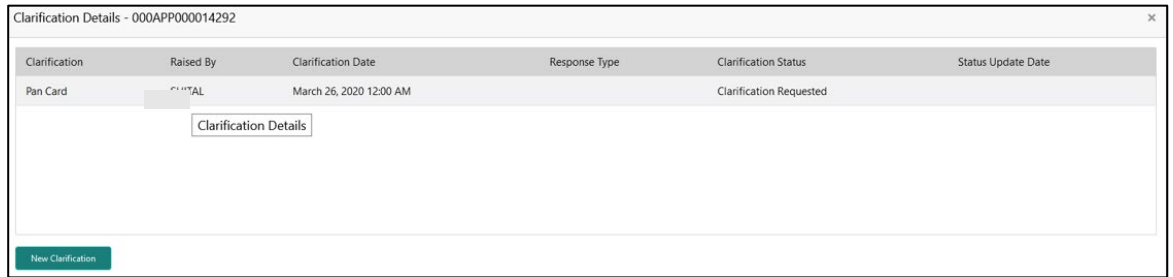 Clarification Details - 000APP000014292 ×
Clarification Raised By Clarification Date Response Type Clarification Status Status Update Date
Pan Card March 26, 2020 12:00 AM Clarification Requested
Clarification Details
New Clarification